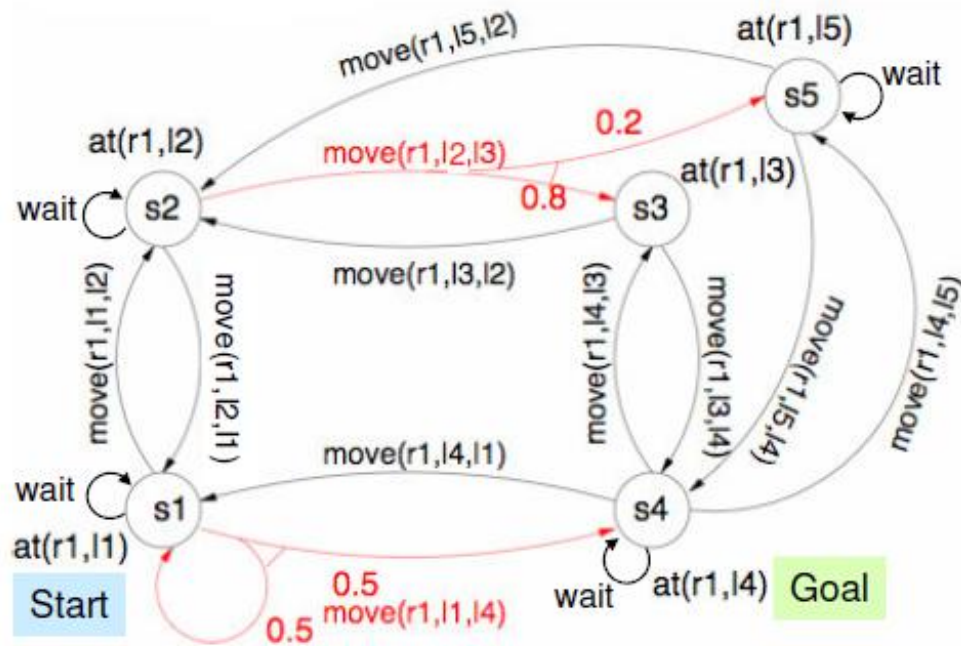 at(r1,l5)
move(r1,l5,l2)
wait
s5
0.2
at(r1,l2)
move(r1,l2,l3)
at(r1,l3)
0.8
wait
s2
s3
move(r1,l3,l2)
move(r1,l1,l2)
move(r1,l2,l1)
move(r1,l4,l3)
move(r1,l3,l4)
move(r1,l5,l4)
move(r1,l4,l5)
move(r1,l4,l1)
wait
s1
s4
at(r1,l1)
wait
at(r1,l4)
Start
Goal
0.5
0.5
move(r1,l1,l4)